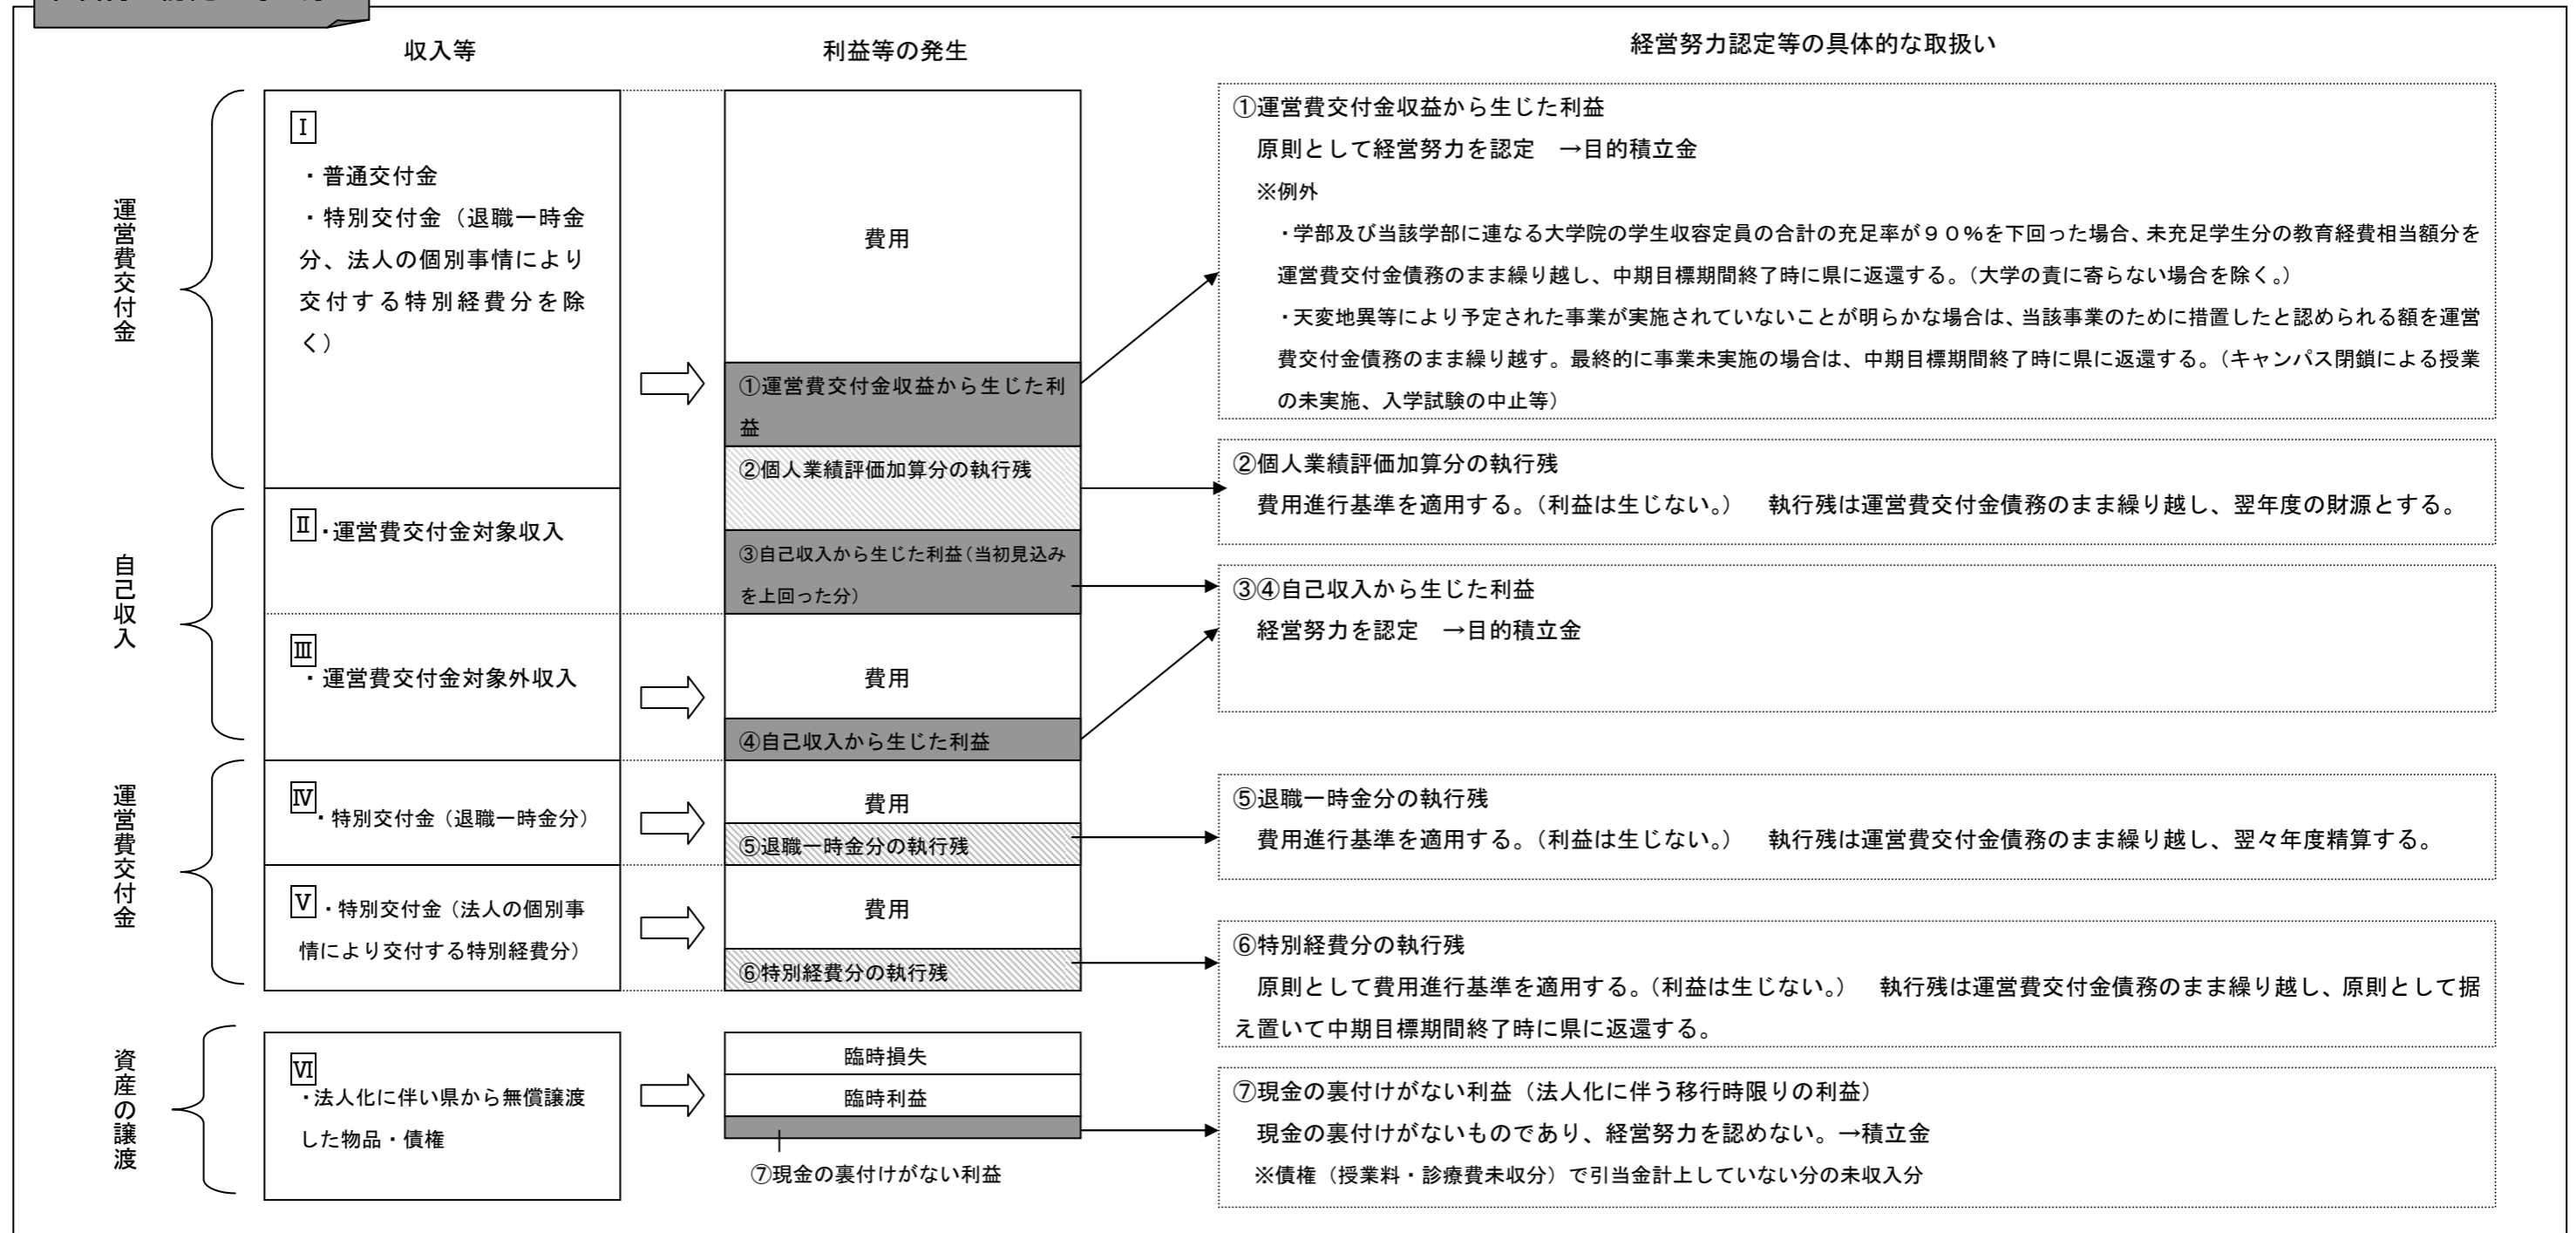 収入等
利益等の発生
経営努力認定等の具体的な取扱い
運営費交付金
Ⅰ
・普通交付金
・特別交付金（退職一時金
分、法人の個別事情により
交付する特別経費分を除
く）
自己収入
Ⅱ・運営費交付金対象収入
Ⅲ
・運営費交付金対象外収入
運営費交付金
Ⅳ
・特別交付金（退職一時金分）
Ⅴ・特別交付金（法人の個別事
情により交付する特別経費分）
資産の譲渡
Ⅵ
・法人化に伴い県から無償譲渡
した物品・債権
費用
①運営費交付金収益から生じた利
益
②個人業績評価加算分の執行残
③自己収入から生じた利益（当初見込み
を上回った分）
費用
④自己収入から生じた利益
費用
⑤退職一時金分の執行残
費用
⑥特別経費分の執行残
臨時損失
臨時利益
⑦現金の裏付けがない利益
①運営費交付金収益から生じた利益
原則として経営努力を認定　→目的積立金
※例外
・学部及び当該学部に連なる大学院の学生収容定員の合計の充足率が９０％を下回った場合、未充足学生分の教育経費相当額分を
運営費交付金債務のまま繰り越し、中期目標期間終了時に県に返還する。（大学の責に寄らない場合を除く。）
・天変地異等により予定された事業が実施されていないことが明らかな場合は、当該事業のために措置したと認められる額を運営
費交付金債務のまま繰り越す。最終的に事業未実施の場合は、中期目標期間終了時に県に返還する。（キャンパス閉鎖による授業
の未実施、入学試験の中止等）
②個人業績評価加算分の執行残
費用進行基準を適用する。（利益は生じない。）　執行残は運営費交付金債務のまま繰り越し、翌年度の財源とする。
③④自己収入から生じた利益
経営努力を認定　→目的積立金
⑤退職一時金分の執行残
費用進行基準を適用する。（利益は生じない。）　執行残は運営費交付金債務のまま繰り越し、翌々年度精算する。
⑥特別経費分の執行残
原則として費用進行基準を適用する。（利益は生じない。）　執行残は運営費交付金債務のまま繰り越し、原則として据
え置いて中期目標期間終了時に県に返還する。
⑦現金の裏付けがない利益（法人化に伴う移行時限りの利益）
現金の裏付けがないものであり、経営努力を認めない。→積立金
※債権（授業料・診療費未収分）で引当金計上していない分の未収入分